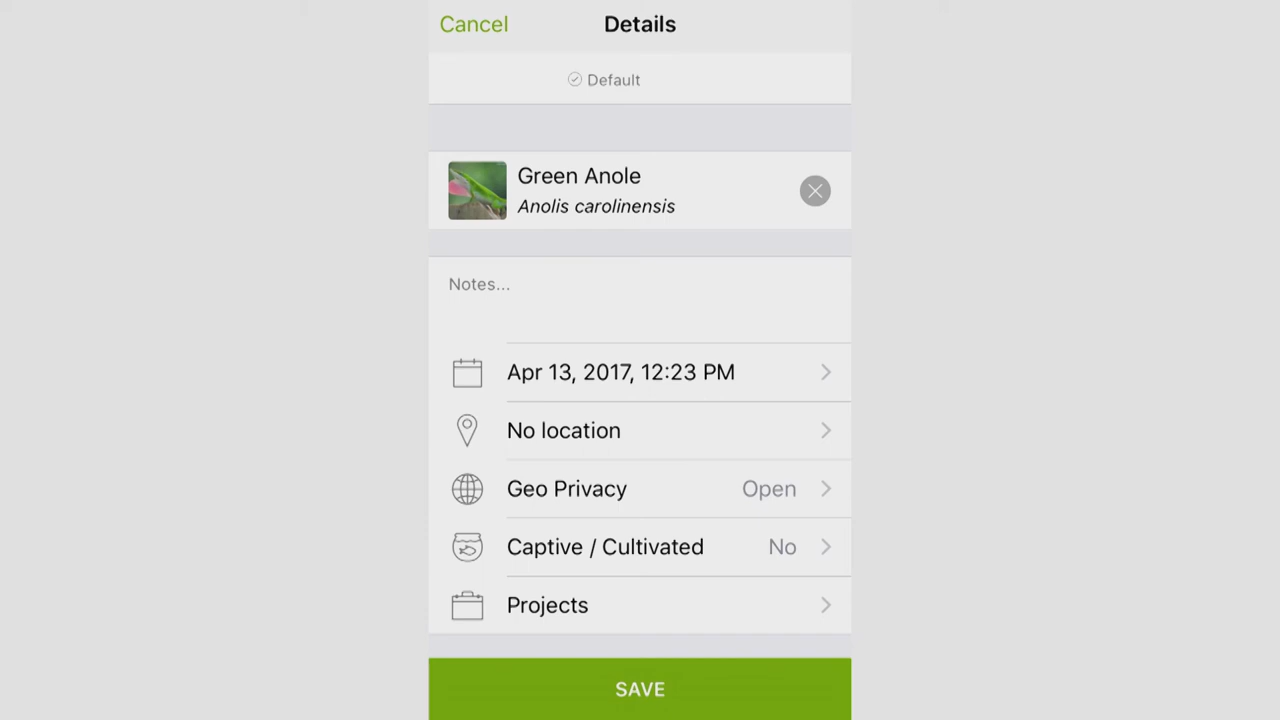 Cancel Details
Default
Green Anole
Anolis carolinensis
Notes...
Apr 13, 2017, 12:23 PM
No location
Geo Privacy Open
Captive / Cultivated No
Projects
SAVE